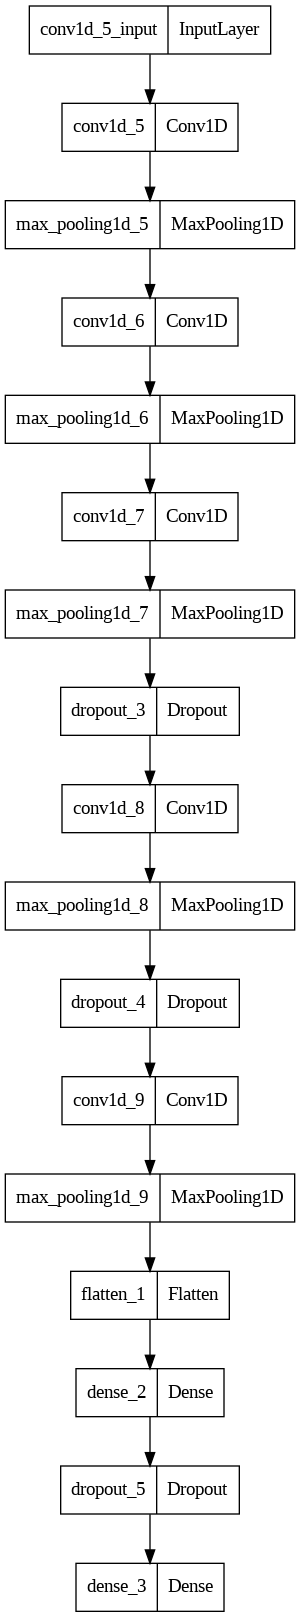 conv1d_5_input InputLayer
conv1d_5 Conv1D
max_pooling1d_5 MaxPooling1D
conv1d_6 Conv1D
max_pooling1d_6 MaxPooling1D
conv1d_7 Conv1D
max_pooling1d_7 MaxPooling1D
dropout_3 Dropout
conv1d_8 Conv1D
max_pooling1d_8 MaxPooling1D
dropout_4 Dropout
conv1d_9 Conv1D
max_pooling1d_9 MaxPooling1D
flatten_1 Flatten
dense_2 Dense
dropout_5 Dropout
dense_3 Dense